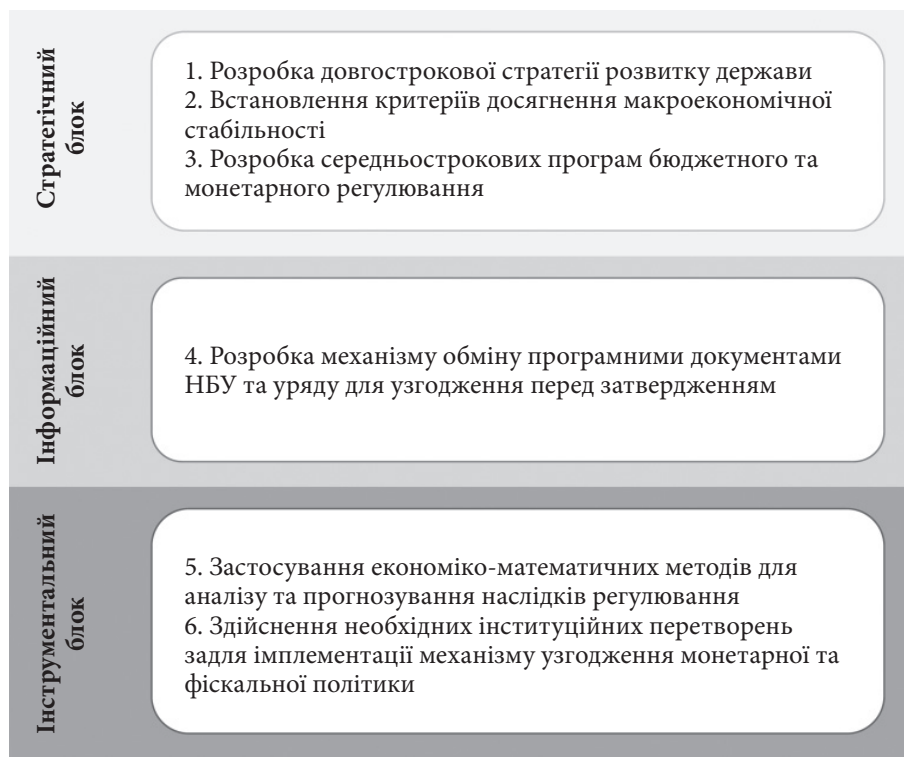 Стратегічний
блок
1. Розробка довгострокової стратегії розвитку держави
2. Встановлення критеріїв досягнення макроекономічної
стабільності
3. Розробка середньострокових програм бюджетного та
монетарного регулювання
Інформаційний
блок
4. Розробка механізму обміну програмними документами
НБУ та уряду для узгодження перед затвердженням
Інструментальний
блок
5. Застосування економіко-математичних методів для
аналізу та прогнозування наслідків регулювання
6. Здійснення необхідних інституційних перетворень
задля імплементації механізму узгодження монетарної та
фіскальної політики